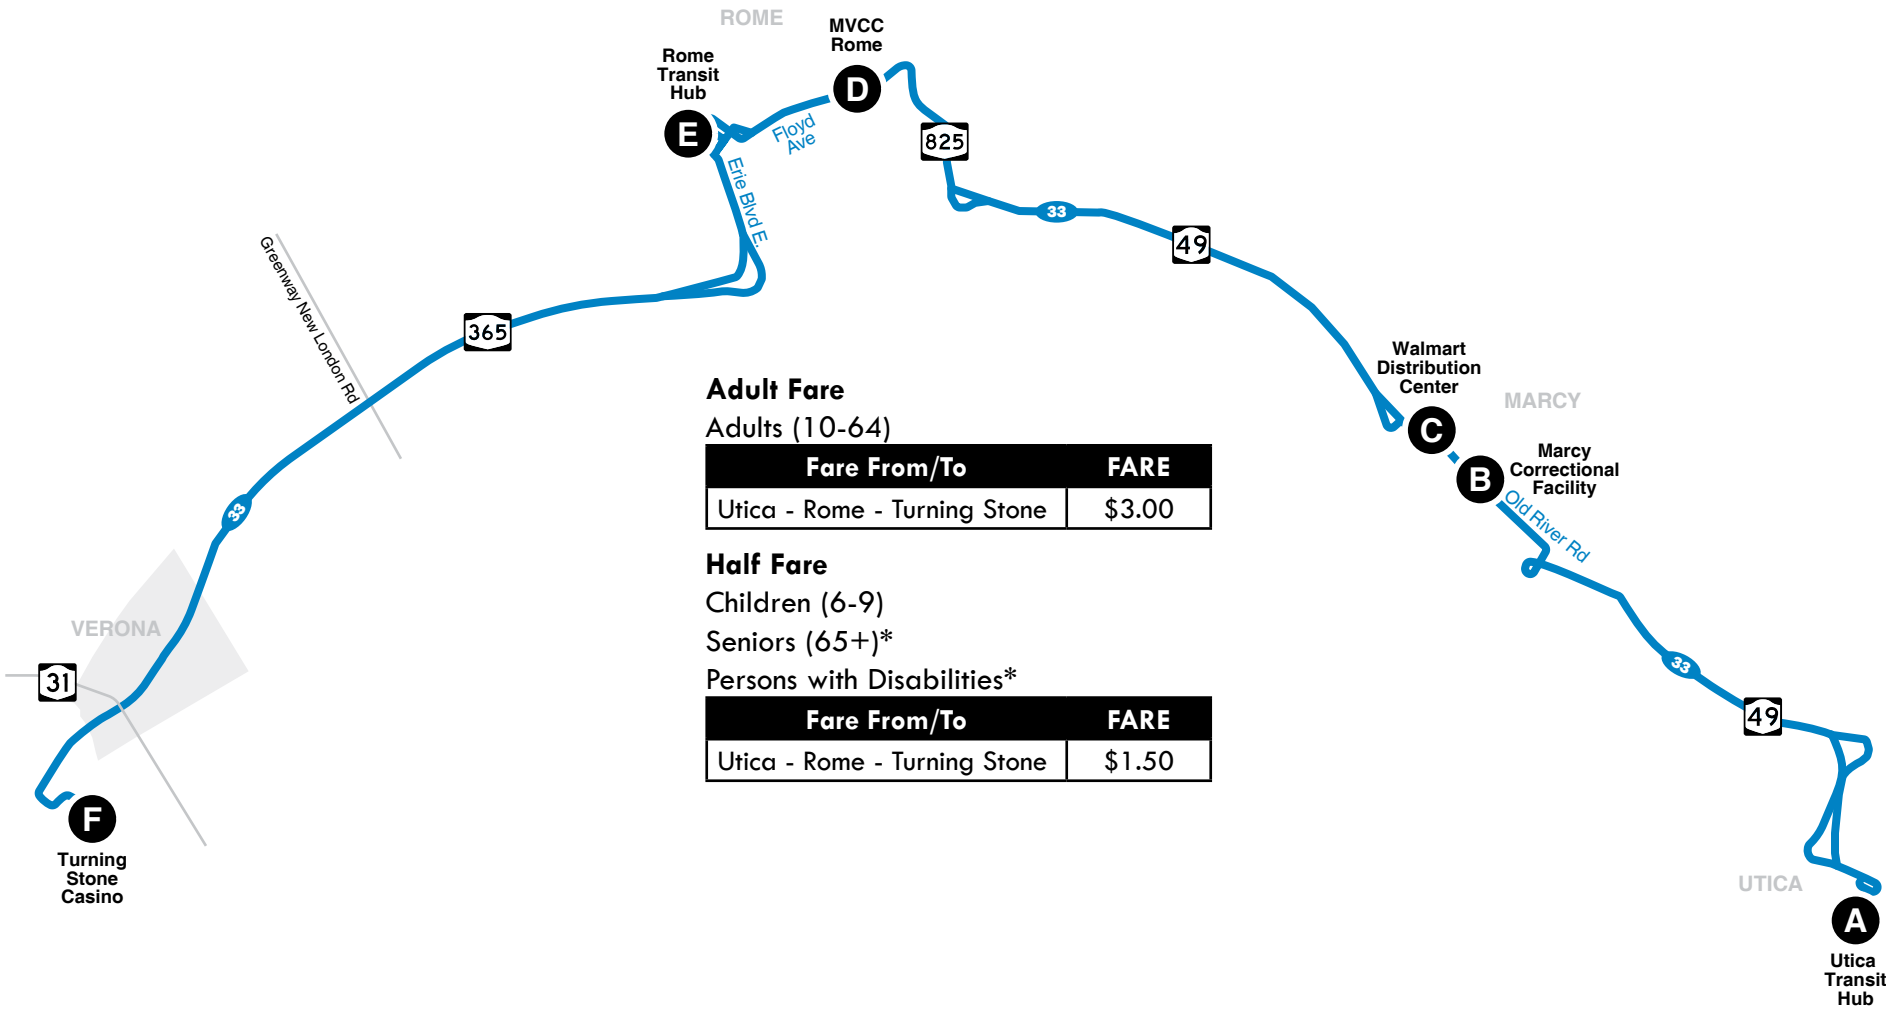 ROME
MVCC
Rome
D
Rome
Transit
Hub
E
Floyd
Ave
825
Erie Blvd E.
33
49
Greenway New London Rd
365
Walmart
Distribution
Center
C
MARCY
Marcy
Correctional
Facility
B
Old River Rd
Adult Fare
Adults (10-64)
Fare From/To FARE
Utica - Rome - Turning Stone $3.00
Half Fare
Children (6-9)
Seniors (65+)*
Persons with Disabilities*
Fare From/To FARE
Utica - Rome - Turning Stone $1.50
33
VERONA
31
F
Turning
Stone
Casino
33
49
UTICA
A
Utica
Transit
Hub